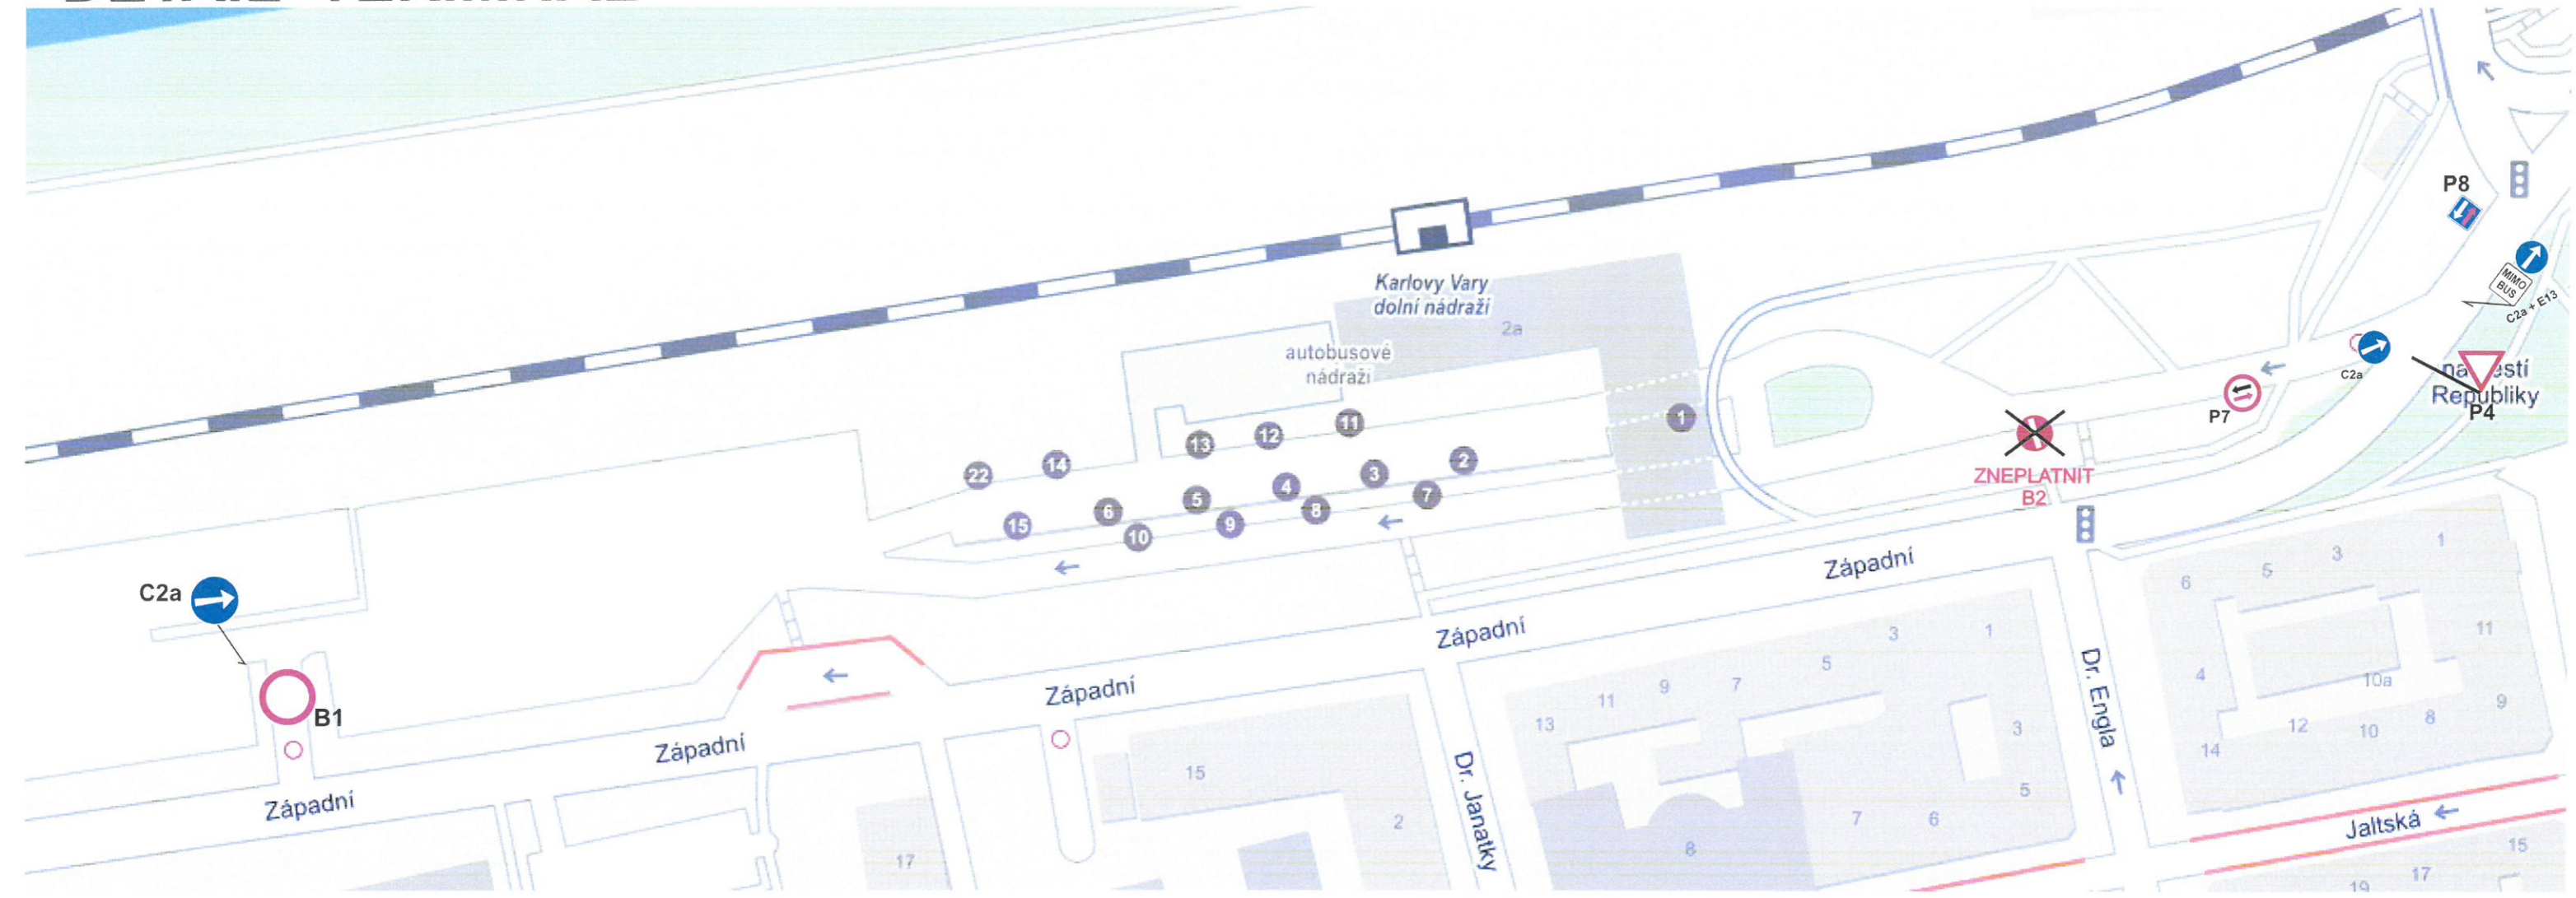 P8
MIMO
BUS
C2a + E13
Karlovy Vary
dolní nádraží
2a
autobusové
nádraží
C2a
Republiky
P4
P7
1
11
12
13
2
3
4
5
6
7
8
9
10
14
22
15
ZNEPLATNIT
B2
C2a
B1
Západní
Západní
Západní
Západní
Západní
Dr. Engla
Dr. Janatky
Jaltská
1
3
5
6
4
14
12
10
8
10a
11
9
1
3
5
7
9
11
13
3
5
6
7
8
15
2
17
15
17
19